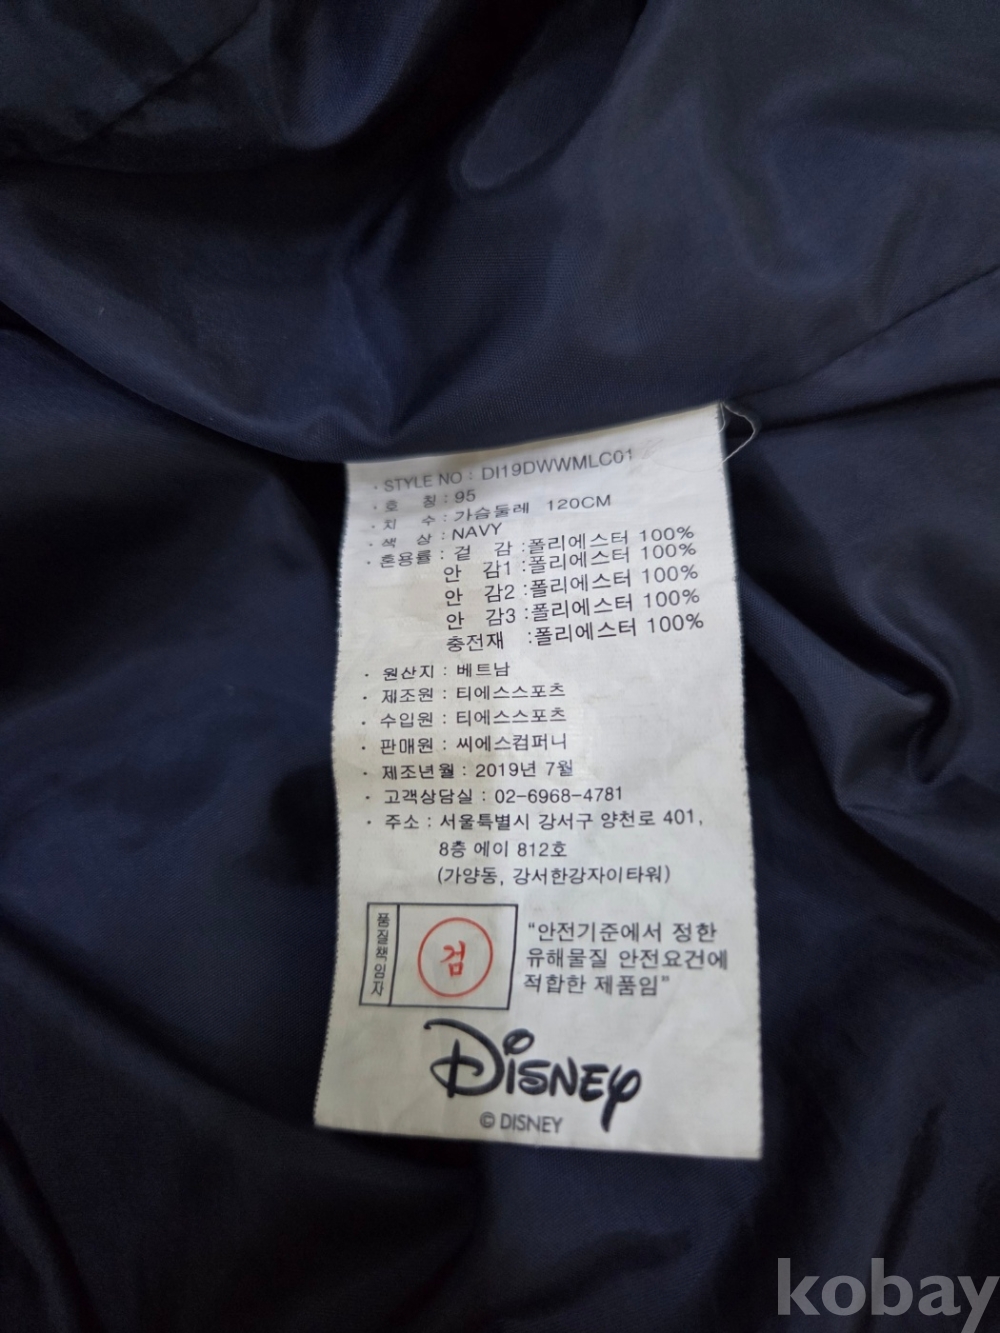 · STYLE NO : DI19DWWMLC01
· 호 칭 : 95
· 치 수 : 가슴둘레 120CM
· 색 상 : NAVY
· 혼용률 : 겉 감 : 폴리에스터 100%
안 감1 : 폴리에스터 100%
안 감2 : 폴리에스터 100%
안 감3 : 폴리에스터 100%
충전재 : 폴리에스터 100%
· 원산지 : 베트남
· 제조원 : 티에스스포츠
· 수입원 : 티에스스포츠
· 판매원 : 씨에스컴퍼니
· 제조년월 : 2019년 7월
· 고객상담실 : 02-6968-4781
· 주소 : 서울특별시 강서구 양천로 401,
8층 에이 812호
(가양동, 강서한강자이타워)
품질책임자
검
"안전기준에서 정한
유해물질 안전요건에
적합한 제품임"
DISNEY
© DISNEY
kobay